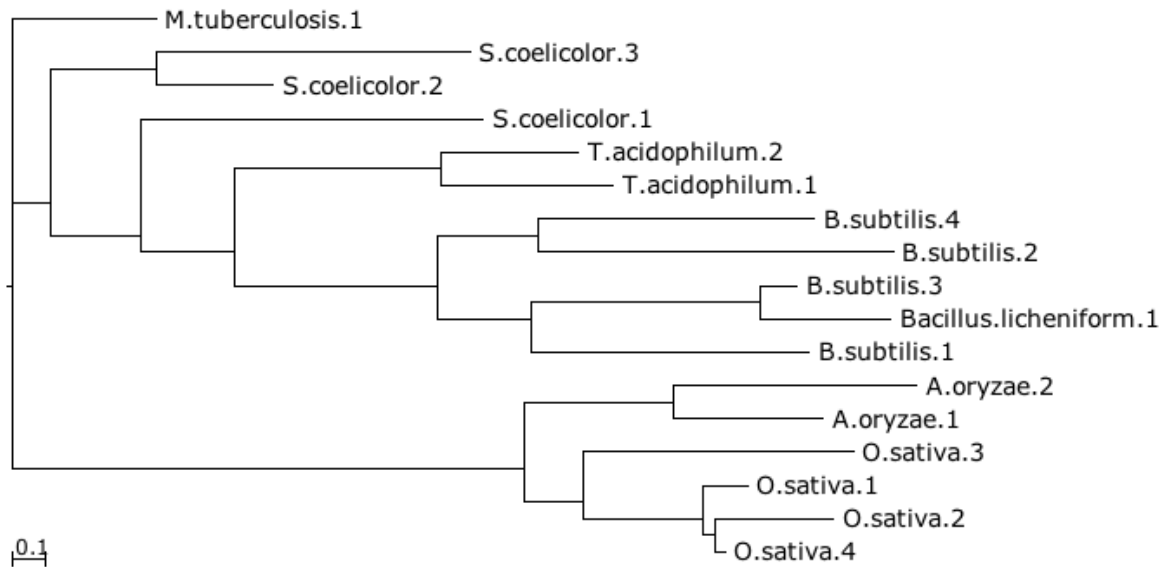 M.tuberculosis.1
S.coelicolor.3
S.coelicolor.2
S.coelicolor.1
T.acidophilum.2
T.acidophilum.1
B.subtilis.4
B.subtilis.2
B.subtilis.3
Bacillus.licheniform.1
B.subtilis.1
A.oryzae.2
A.oryzae.1
O.sativa.3
O.sativa.1
O.sativa.2
O.sativa.4
0.1